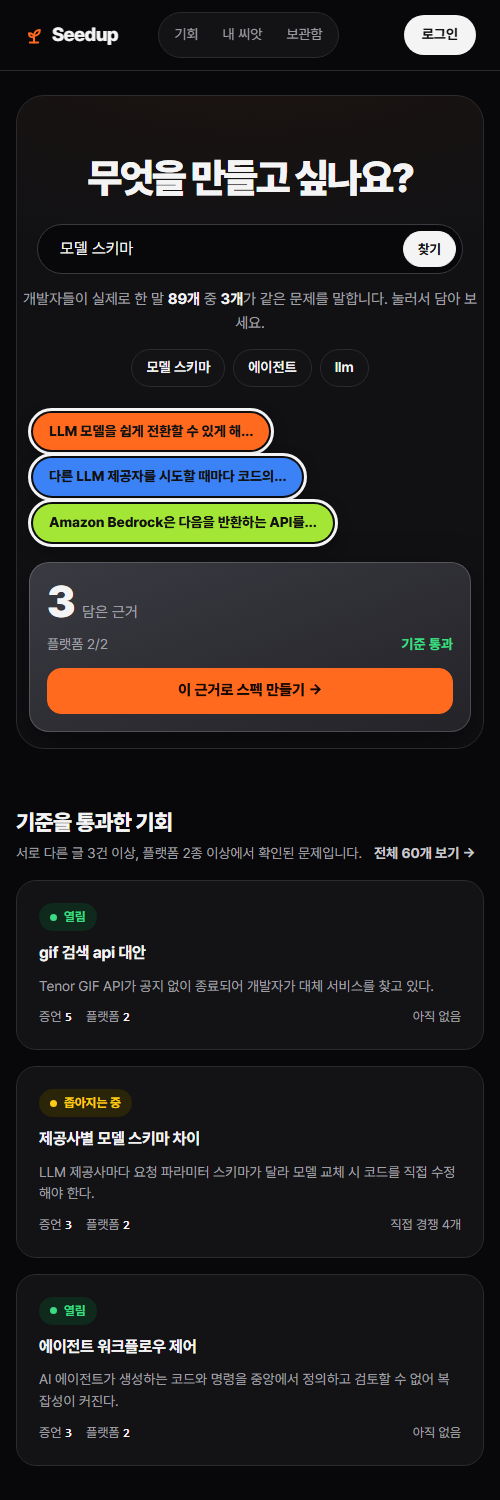 Seedup
기회 내 씨앗 보관함
로그인
무엇을 만들고 싶나요?
모델 스키마
찾기
개발자들이 실제로 한 말 89개 중 3개가 같은 문제를 말합니다. 눌러서 담아 보
세요.
모델 스키마 에이전트 llm
LLM 모델을 쉽게 전환할 수 있게 해...
다른 LLM 제공자를 시도할 때마다 코드의...
Amazon Bedrock은 다음을 반환하는 API를...
3 담은 근거
플랫폼 2/2 기준 통과
이 근거로 스펙 만들기 →
기준을 통과한 기회
서로 다른 글 3건 이상, 플랫폼 2종 이상에서 확인된 문제입니다. 전체 60개 보기 →
열림
gif 검색 api 대안
Tenor GIF API가 공지 없이 종료되어 개발자가 대체 서비스를 찾고 있다.
증언 5 플랫폼 2 아직 없음
좁아지는 중
제공사별 모델 스키마 차이
LLM 제공사마다 요청 파라미터 스키마가 달라 모델 교체 시 코드를 직접 수정
해야 한다.
증언 3 플랫폼 2 직접 경쟁 4개
열림
에이전트 워크플로우 제어
AI 에이전트가 생성하는 코드와 명령을 중앙에서 정의하고 검토할 수 없어 복
잡성이 커진다.
증언 3 플랫폼 2 아직 없음